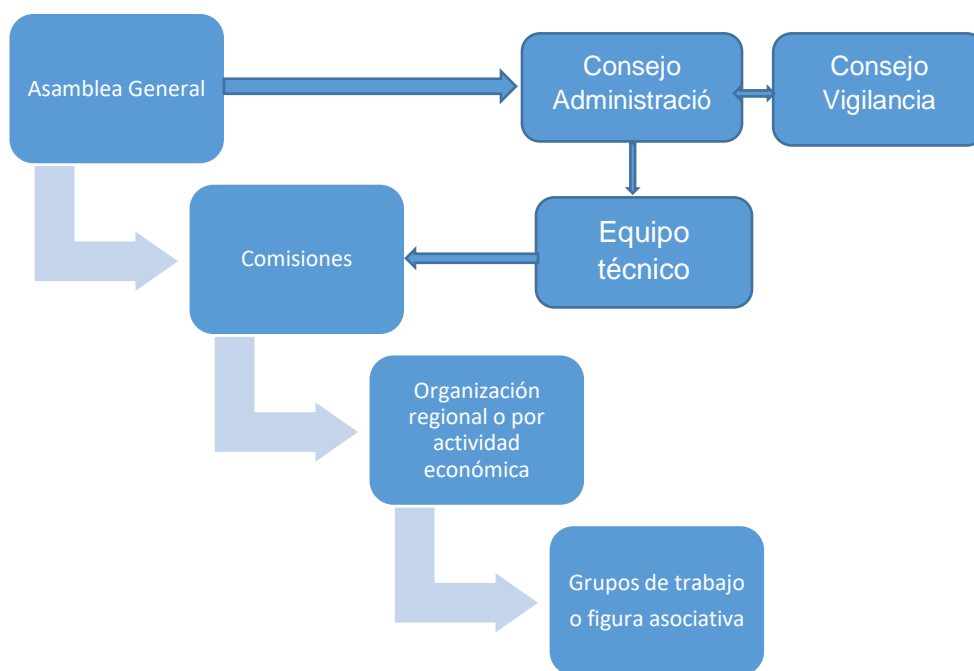 Asamblea General
Consejo
Administració
Consejo
Vigilancia
Comisiones
Equipo
técnico
Organización
regional o por
actividad
económica
Grupos de trabajo
o figura asociativa